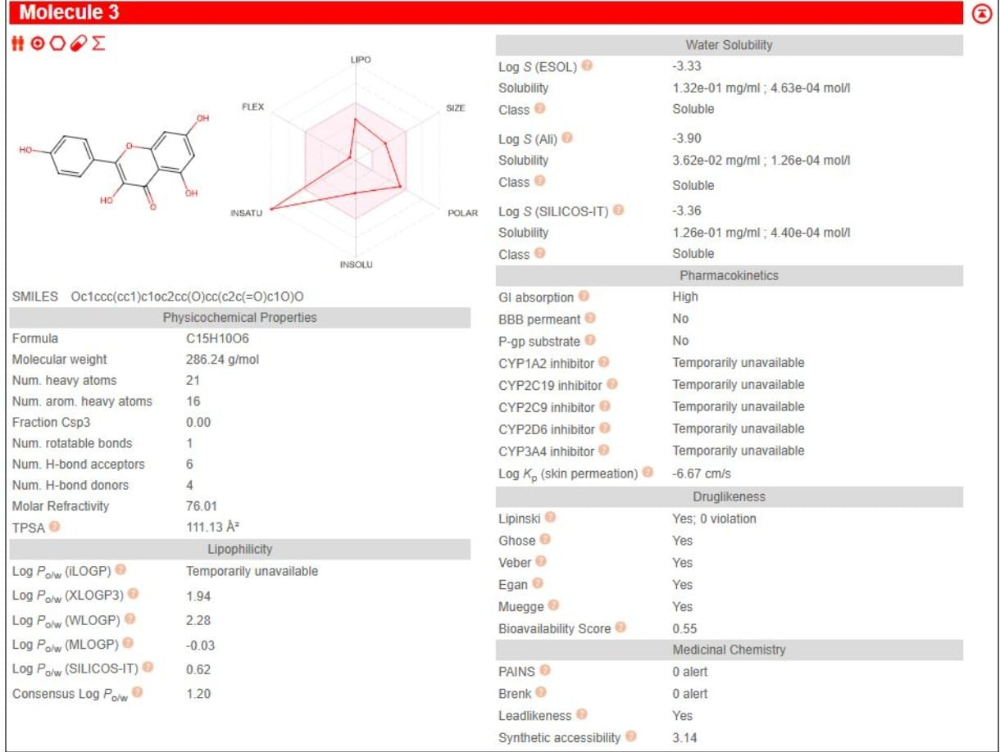 Molecule 3
LIPO
FLEX
SIZE
OH
HO
O
HO
O
OH
INSATU
POLAR
INSOLU
SMILES Oc1ccc(cc1)c1oc2cc(O)cc(c2c(=O)c1O)O
Physicochemical Properties
Formula C15H10O6
Molecular weight 286.24 g/mol
Num. heavy atoms 21
Num. arom. heavy atoms 16
Fraction Csp3 0.00
Num. rotatable bonds 1
Num. H-bond acceptors 6
Num. H-bond donors 4
Molar Refractivity 76.01
TPSA ? 111.13 Å²
Lipophilicity
Log Po/w (iLOGP) ? Temporarily unavailable
Log Po/w (XLOGP3) ? 1.94
Log Po/w (WLOGP) ? 2.28
Log Po/w (MLOGP) ? -0.03
Log Po/w (SILICOS-IT) ? 0.62
Consensus Log Po/w ? 1.20
Water Solubility
Log S (ESOL) ? -3.33
Solubility 1.32e-01 mg/ml ; 4.63e-04 mol/l
Class ? Soluble
Log S (Ali) ? -3.90
Solubility 3.62e-02 mg/ml ; 1.26e-04 mol/l
Class ? Soluble
Log S (SILICOS-IT) ? -3.36
Solubility 1.26e-01 mg/ml ; 4.40e-04 mol/l
Class ? Soluble
Pharmacokinetics
GI absorption ? High
BBB permeant ? No
P-gp substrate ? No
CYP1A2 inhibitor ? Temporarily unavailable
CYP2C19 inhibitor ? Temporarily unavailable
CYP2C9 inhibitor ? Temporarily unavailable
CYP2D6 inhibitor ? Temporarily unavailable
CYP3A4 inhibitor ? Temporarily unavailable
Log Kp (skin permeation) ? -6.67 cm/s
Druglikeness
Lipinski ? Yes; 0 violation
Ghose ? Yes
Veber ? Yes
Egan ? Yes
Muegge ? Yes
Bioavailability Score ? 0.55
Medicinal Chemistry
PAINS ? 0 alert
Brenk ? 0 alert
Leadlikeness ? Yes
Synthetic accessibility ? 3.14